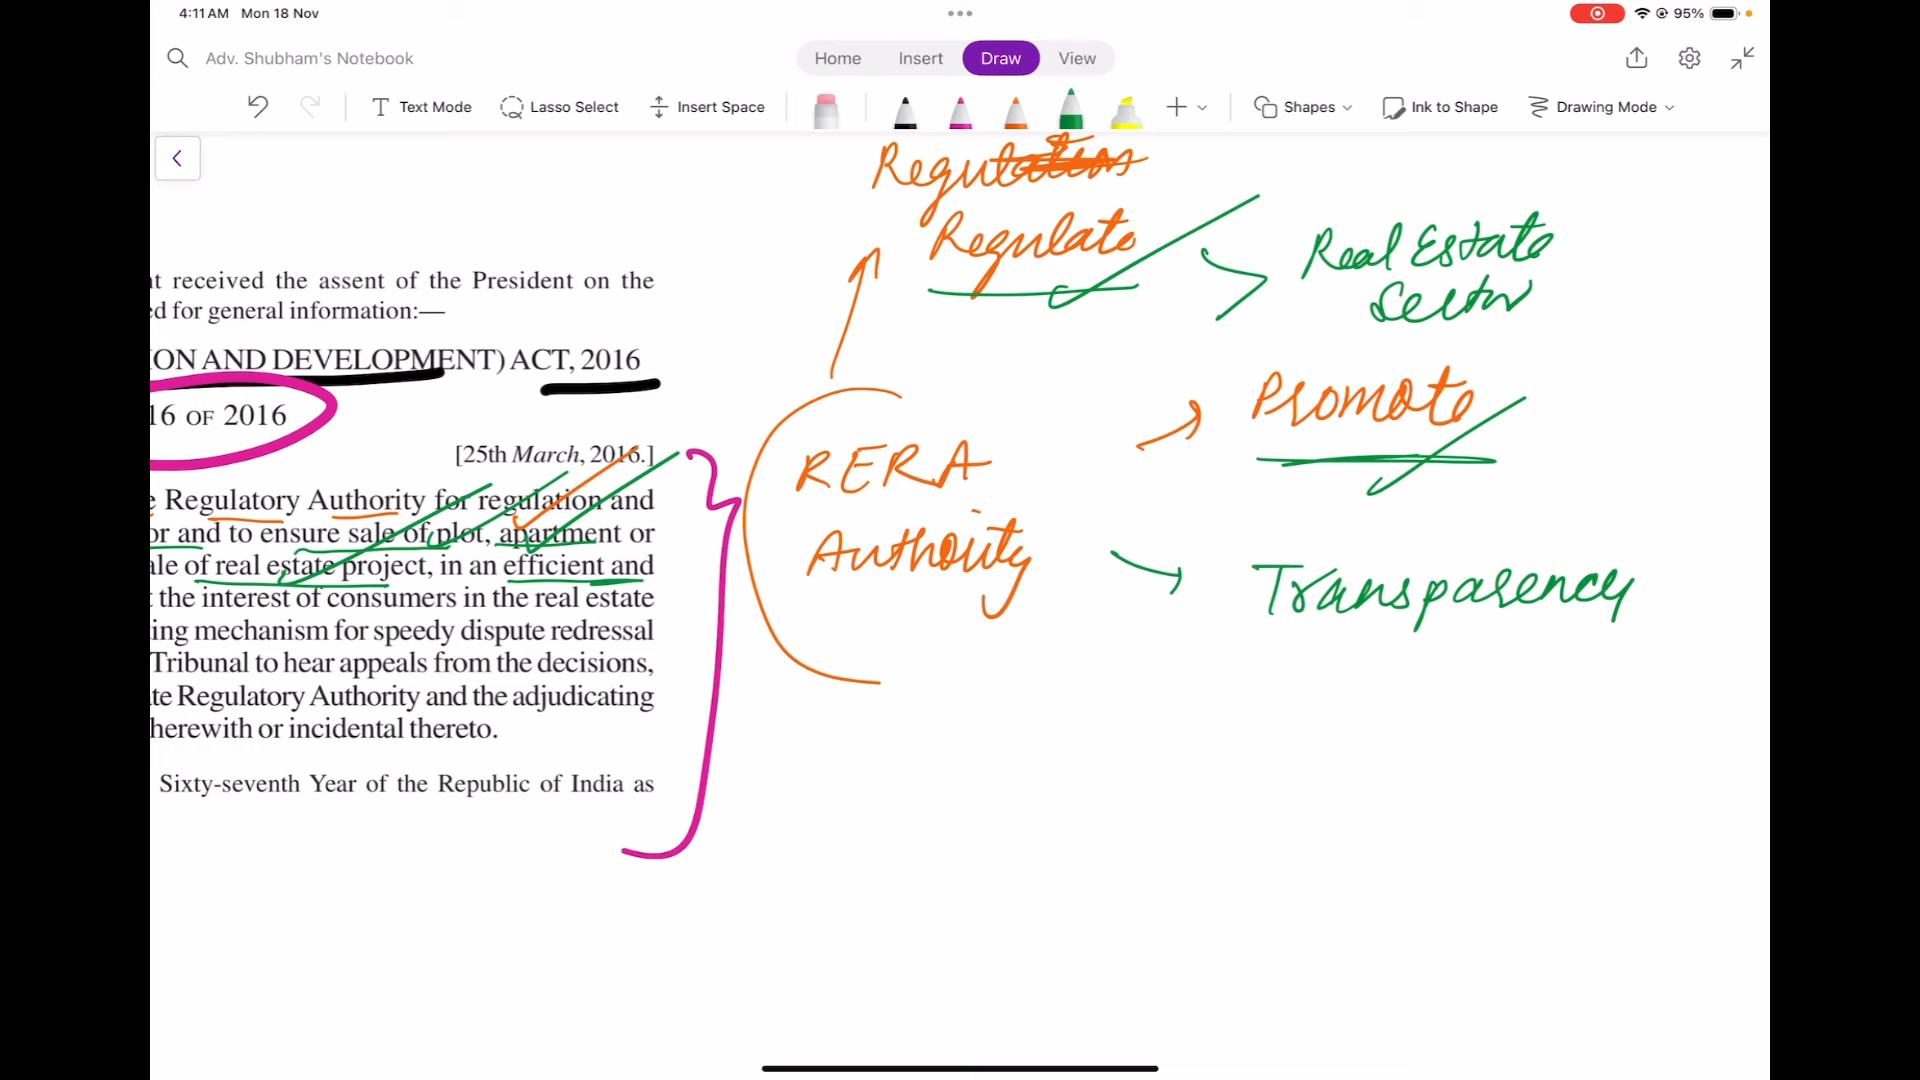 4:11 AM Mon 18 Nov
95%
Adv. Shubham's Notebook
Home Insert Draw View
Text Mode Lasso Select Insert Space Shapes Ink to Shape Drawing Mode
Regulate
Real Estate
Sector
nt received the assent of the President on the
ed for general information:—
ION AND DEVELOPMENT) ACT, 2016
16 OF 2016
[25th March, 2016.]
e Regulatory Authority for regulation and
or and to ensure sale of plot, apartment or
ale of real estate project, in an efficient and
t the interest of consumers in the real estate
ting mechanism for speedy dispute redressal
Tribunal to hear appeals from the decisions,
te Regulatory Authority and the adjudicating
herewith or incidental thereto.
Sixty-seventh Year of the Republic of India as
RERA
Authority
Promote
Transparency